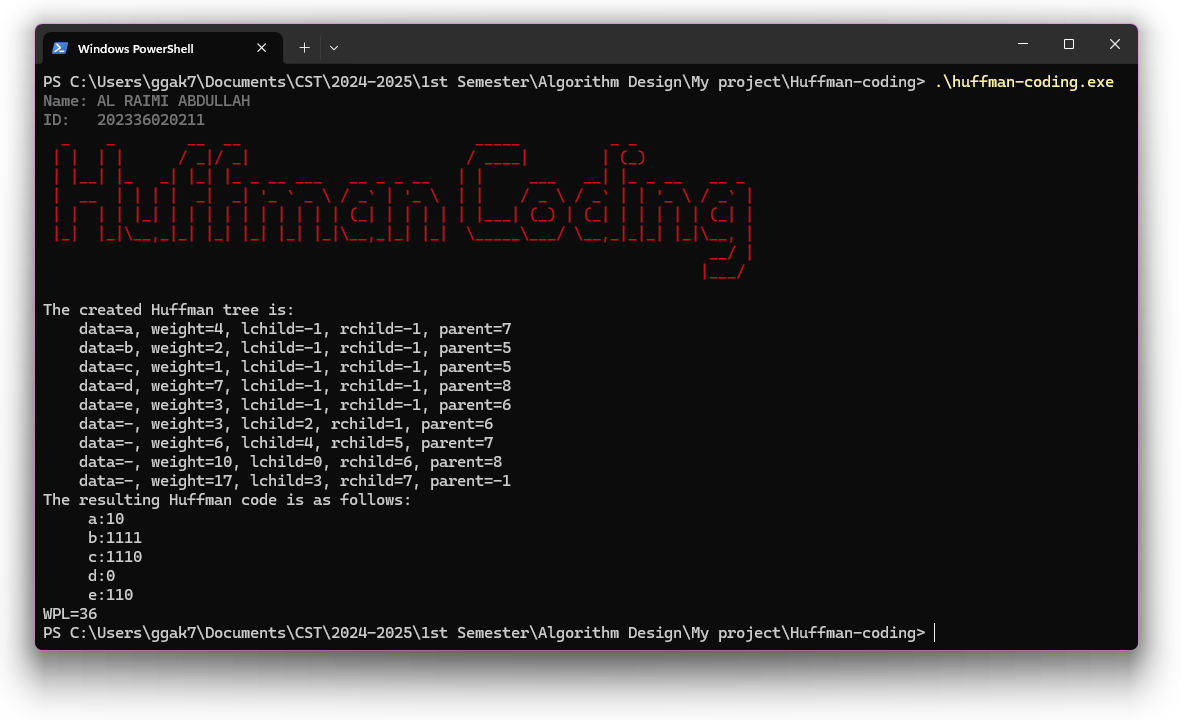 Windows PowerShell
PS C:\Users\ggak7\Documents\CST\2024-2025\1st Semester\Algorithm Design\My project\Huffman-coding> .\huffman-coding.exe
Name: AL RAIMI ABDULLAH
ID:   202336020211
Huffman Coding

The created Huffman tree is:
    data=a, weight=4, lchild=-1, rchild=-1, parent=7
    data=b, weight=2, lchild=-1, rchild=-1, parent=5
    data=c, weight=1, lchild=-1, rchild=-1, parent=5
    data=d, weight=7, lchild=-1, rchild=-1, parent=8
    data=e, weight=3, lchild=-1, rchild=-1, parent=6
    data=-, weight=3, lchild=2, rchild=1, parent=6
    data=-, weight=6, lchild=4, rchild=5, parent=7
    data=-, weight=10, lchild=0, rchild=6, parent=8
    data=-, weight=17, lchild=3, rchild=7, parent=-1
The resulting Huffman code is as follows:
     a:10
     b:1111
     c:1110
     d:0
     e:110
WPL=36
PS C:\Users\ggak7\Documents\CST\2024-2025\1st Semester\Algorithm Design\My project\Huffman-coding>